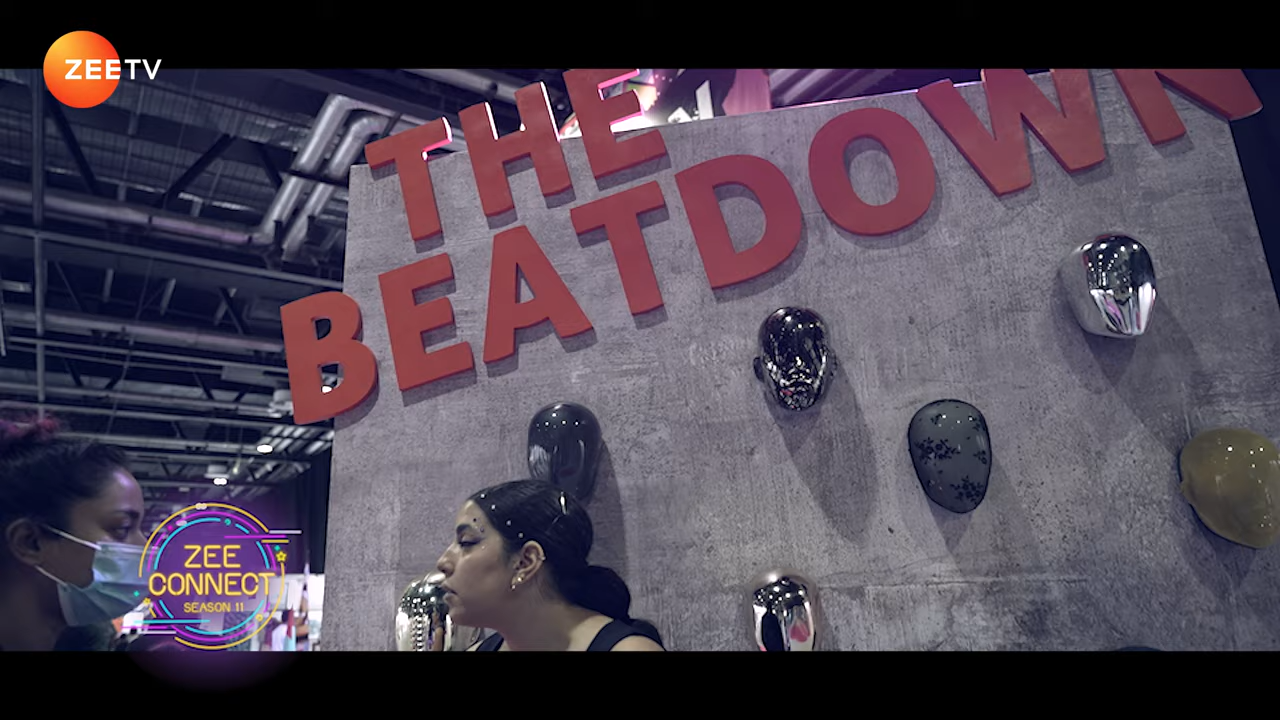 ZEETV
THE
BEATDOWN
ZEE
CONNECT
SEASON 11